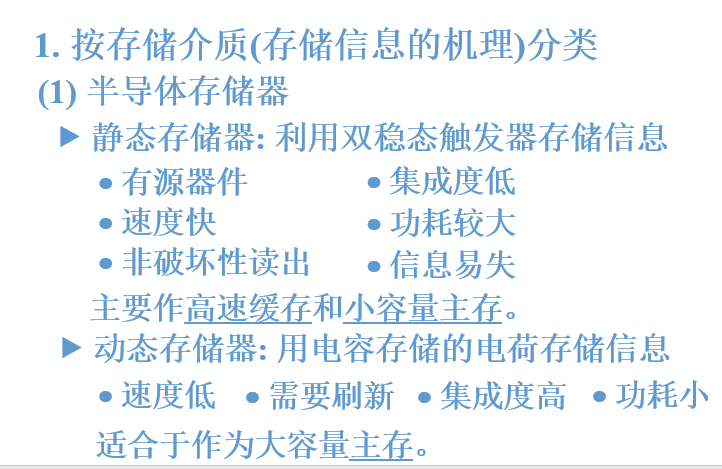 1. 按存储介质(存储信息的机理)分类
(1) 半导体存储器
▶ 静态存储器: 利用双稳态触发器存储信息
• 有源器件 • 集成度低
• 速度快 • 功耗较大
• 非破坏性读出 • 信息易失
主要作高速缓存和小容量主存。
▶ 动态存储器: 用电容存储的电荷存储信息
• 速度低 • 需要刷新 • 集成度高 • 功耗小
适合于作为大容量主存。